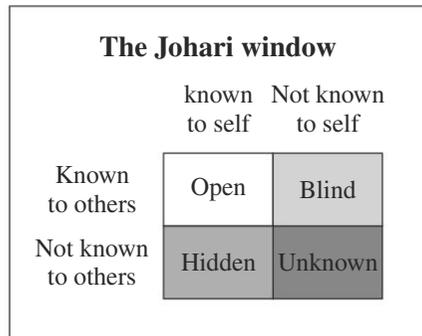 The Johari window
known Not known
to self to self
Known
to others
Open Blind
Not known
to others
Hidden Unknown